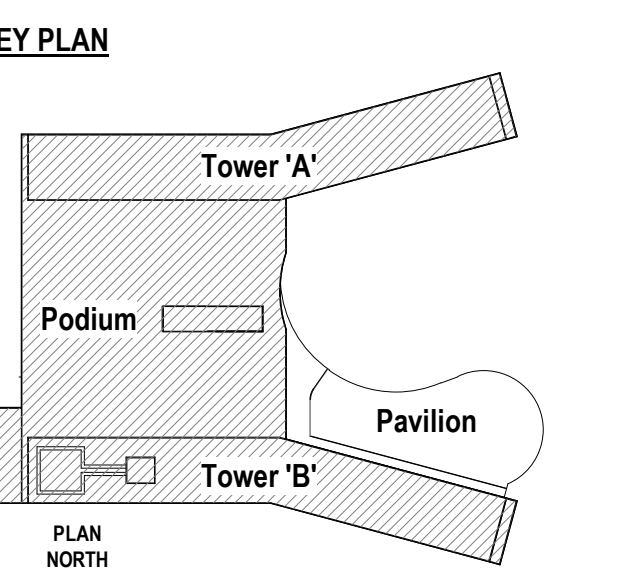 EY PLAN
Tower 'A'
Podium
Pavilion
Tower 'B'
PLAN
NORTH